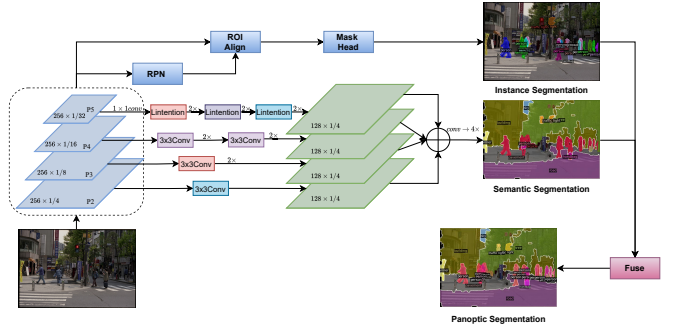 ROI
Align
Mask
Head
RPN
Instance Segmentation
P5
256 × 1/32
1 × 1conv
Lintention
2×
Lintention
2×
Lintention
2×
128 × 1/4
P4
256 × 1/16
3x3Conv
2×
3x3Conv
2×
128 × 1/4
conv → 4×
P3
256 × 1/8
3x3Conv
2×
128 × 1/4
Semantic Segmentation
P2
256 × 1/4
3x3Conv
128 × 1/4
Fuse
Panoptic Segmentation